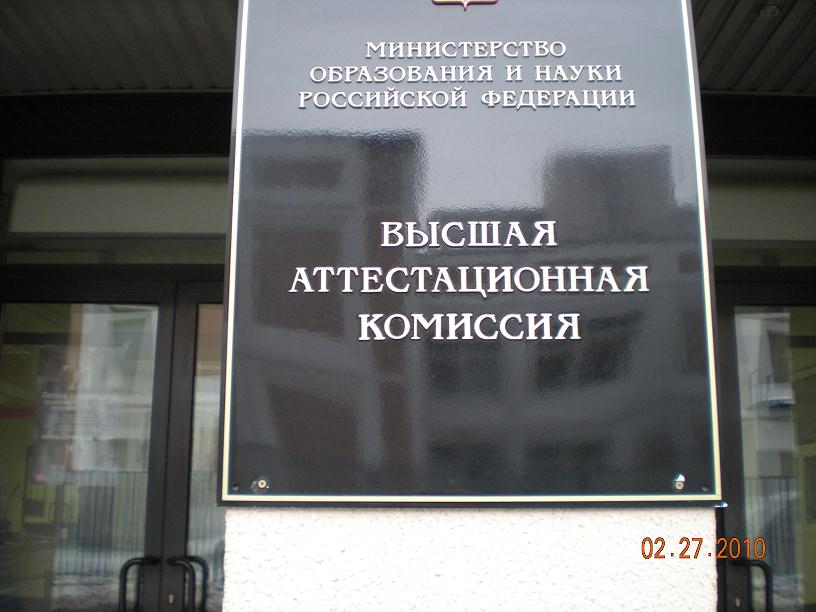 МИНИСТЕРСТВО
ОБРАЗОВАНИЯ И НАУКИ
РОССИЙСКОЙ ФЕДЕРАЦИИ
ВЫСШАЯ
АТТЕСТАЦИОННАЯ
КОМИССИЯ
02.27.2010